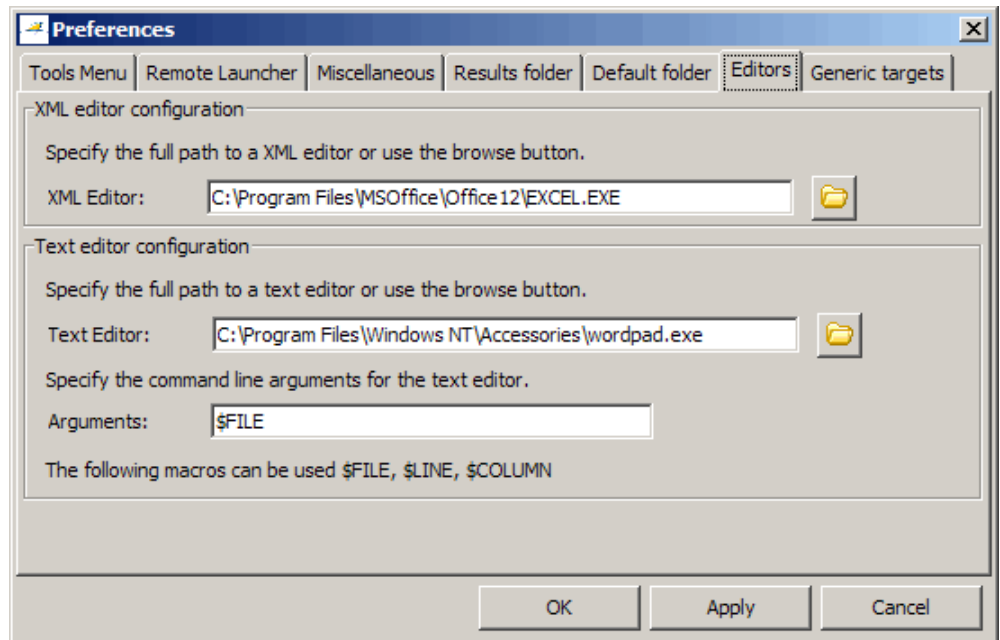 Preferences
Tools Menu Remote Launcher Miscellaneous Results folder Default folder Editors Generic targets
XML editor configuration
Specify the full path to a XML editor or use the browse button.
XML Editor: C:\Program Files\MSOffice\Office12\EXCEL.EXE
Text editor configuration
Specify the full path to a text editor or use the browse button.
Text Editor: C:\Program Files\Windows NT\Accessories\wordpad.exe
Specify the command line arguments for the text editor.
Arguments: $FILE
The following macros can be used $FILE, $LINE, $COLUMN
OK Apply Cancel